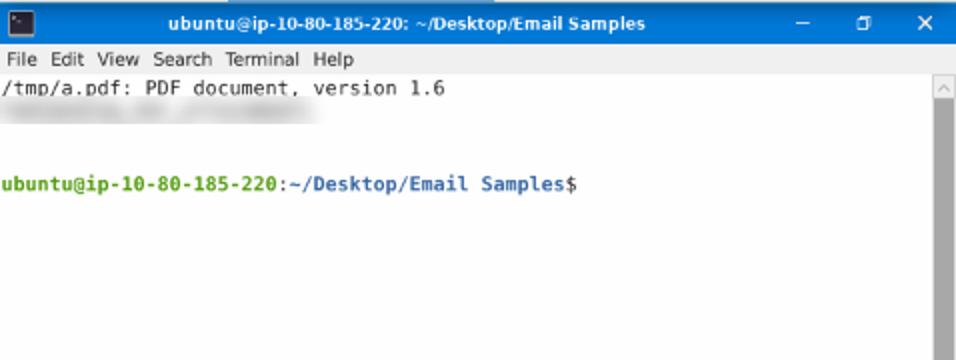 ubuntu@ip-10-80-185-220: ~/Desktop/Email Samples
File Edit View Search Terminal Help
/tmp/a.pdf: PDF document, version 1.6
ubuntu@ip-10-80-185-220:~/Desktop/Email Samples$